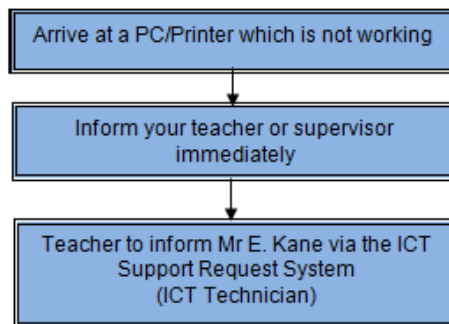 Arrive at a PC/Printer which is not working
Inform your teacher or supervisor
immediately
Teacher to inform Mr E. Kane via the ICT
Support Request System
(ICT Technician)